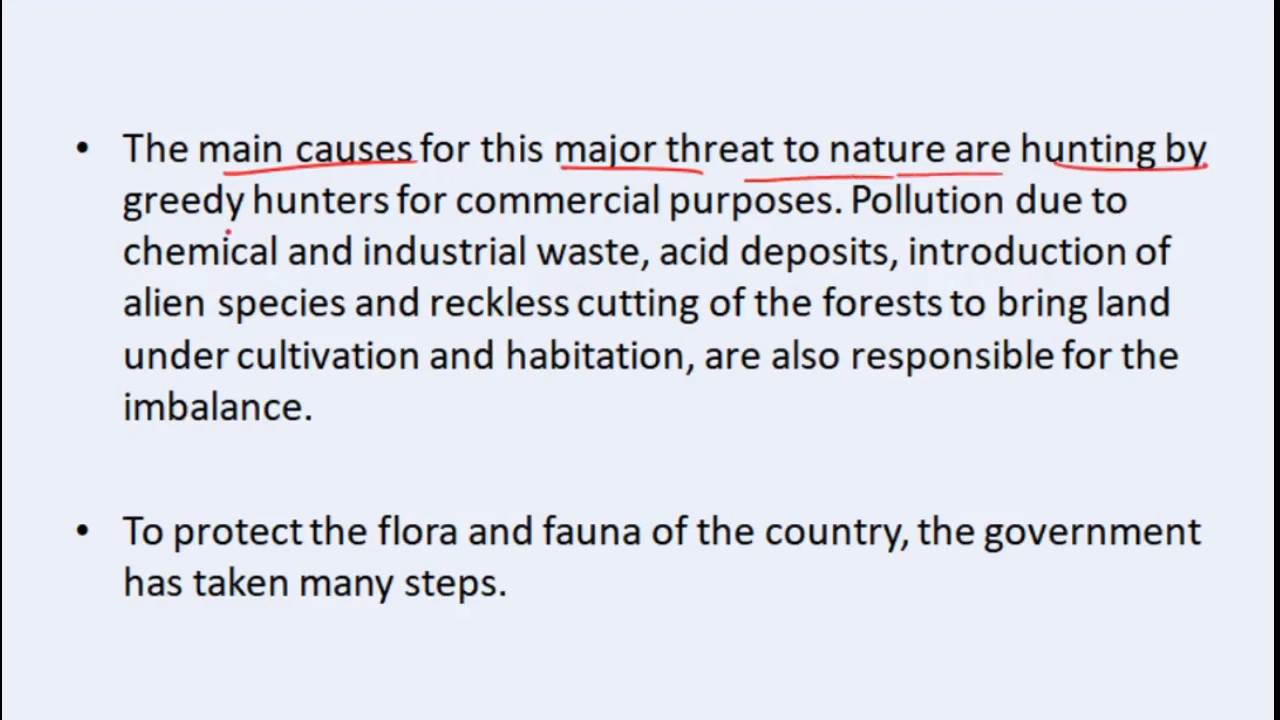 • The main causes for this major threat to nature are hunting by
greedy hunters for commercial purposes. Pollution due to
chemical and industrial waste, acid deposits, introduction of
alien species and reckless cutting of the forests to bring land
under cultivation and habitation, are also responsible for the
imbalance.
• To protect the flora and fauna of the country, the government
has taken many steps.